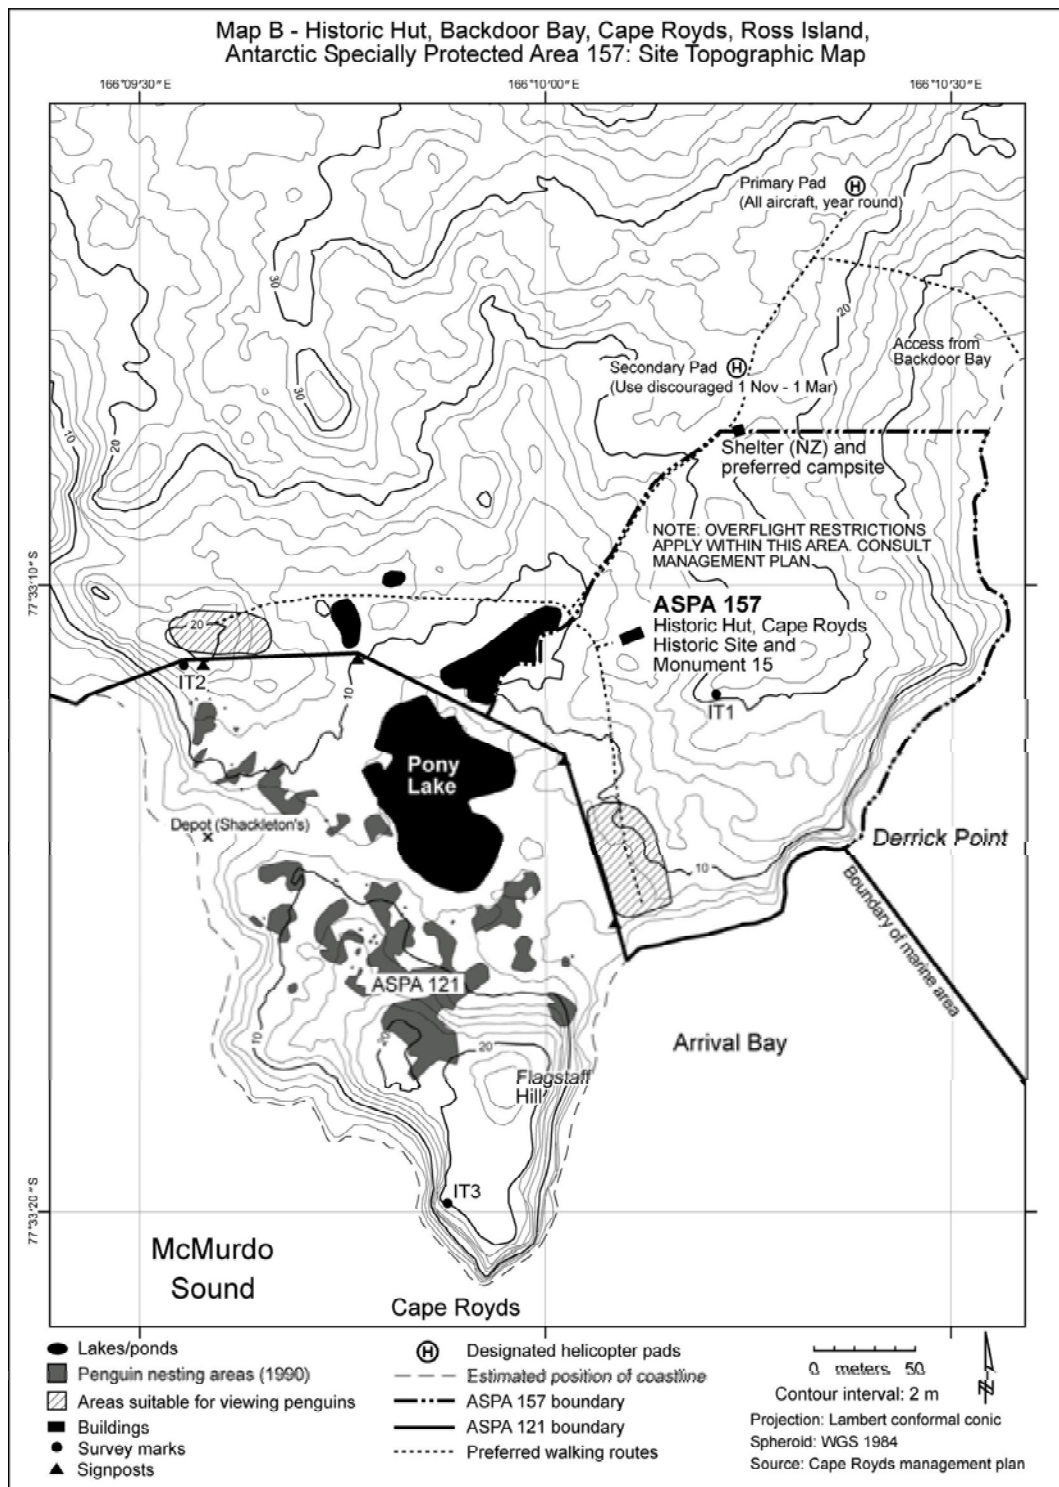 Map B - Historic Hut, Backdoor Bay, Cape Royds, Ross Island,
Antarctic Specially Protected Area 157: Site Topographic Map
166°09'30" E
166°10'00" E
166°10'30" E
Primary Pad
(All aircraft, year round)
30
20
Access from
Backdoor Bay
Secondary Pad
(Use discouraged 1 Nov - 1 Mar)
30
10
20
Shelter (NZ) and
preferred campsite
NOTE: OVERFLIGHT RESTRICTIONS
APPLY WITHIN THIS AREA. CONSULT
MANAGEMENT PLAN
77°33'10" S
ASPA 157
Historic Hut, Cape Royds
Historic Site and
Monument 15
20
IT2
10
IT1
Pony
Lake
Depot (Shackleton's)
Derrick Point
10
Boundary of marine area
ASPA 121
10
20
20
Arrival Bay
Flagstaff
Hill
IT3
77°33'20" S
McMurdo
Sound
Cape Royds
Lakes/ponds
Penguin nesting areas (1990)
Areas suitable for viewing penguins
Buildings
Survey marks
Signposts
H
Designated helicopter pads
Estimated position of coastline
ASPA 157 boundary
ASPA 121 boundary
Preferred walking routes
0 meters 50
Contour interval: 2 m
Projection: Lambert conformal conic
Spheroid: WGS 1984
Source: Cape Royds management plan
N